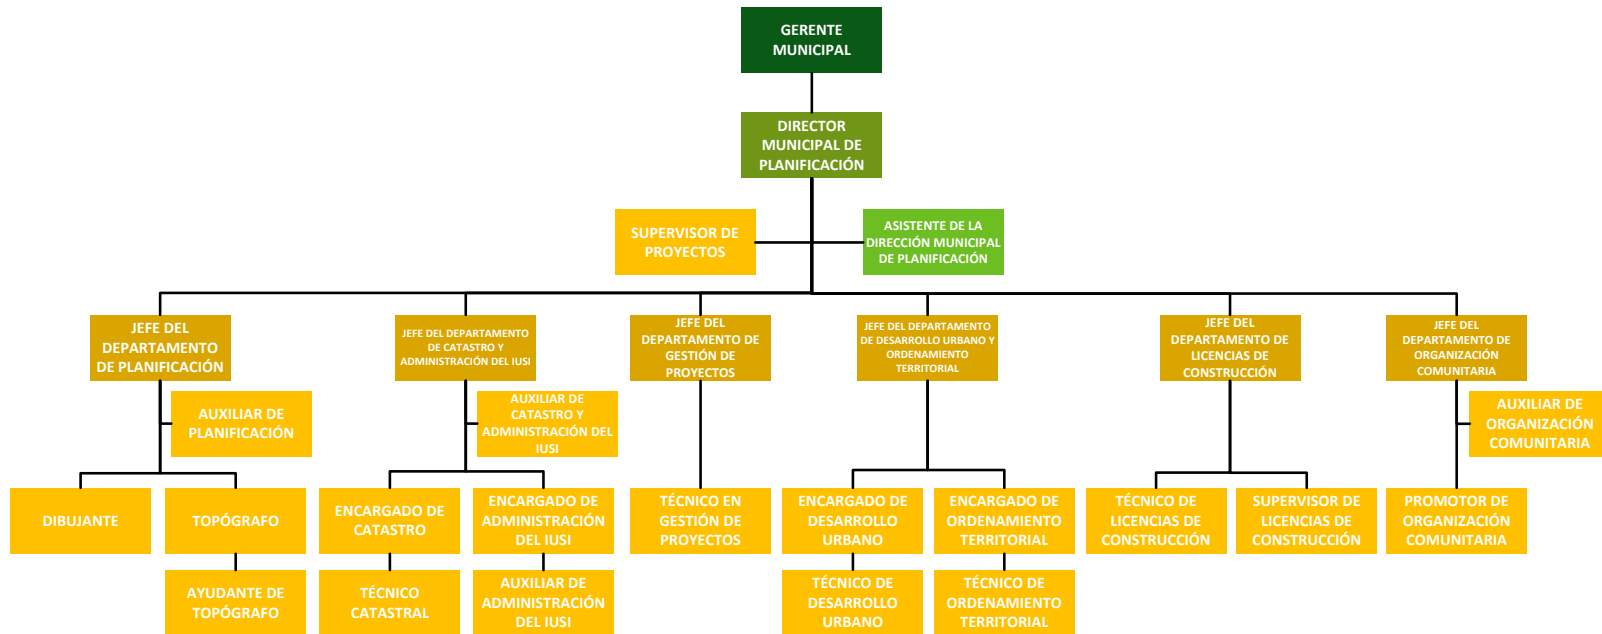 GERENTE
MUNICIPAL
DIRECTOR
MUNICIPAL DE
PLANIFICACIÓN
SUPERVISOR DE
PROYECTOS
ASISTENTE DE LA
DIRECCIÓN MUNICIPAL
DE PLANIFICACIÓN
JEFE DEL
DEPARTAMENTO
DE PLANIFICACIÓN
JEFE DEL DEPARTAMENTO
DE CATASTRO Y
ADMINISTRACIÓN DEL IUSI
JEFE DEL
DEPARTAMENTO DE
GESTIÓN DE
PROYECTOS
JEFE DEL DEPARTAMENTO
DE DESARROLLO URBANO Y
ORDENAMIENTO
TERRITORIAL
JEFE DEL
DEPARTAMENTO DE
LICENCIAS DE
CONSTRUCCIÓN
JEFE DEL
DEPARTAMENTO DE
ORGANIZACIÓN
COMUNITARIA
AUXILIAR DE
PLANIFICACIÓN
AUXILIAR DE
CATASTRO Y
ADMINISTRACIÓN DEL
IUSI
AUXILIAR DE
ORGANIZACIÓN
COMUNITARIA
DIBUJANTE
TOPÓGRAFO
ENCARGADO DE
CATASTRO
ENCARGADO DE
ADMINISTRACIÓN
DEL IUSI
TÉCNICO EN
GESTIÓN DE
PROYECTOS
ENCARGADO DE
DESARROLLO
URBANO
ENCARGADO DE
ORDENAMIENTO
TERRITORIAL
TÉCNICO DE
LICENCIAS DE
CONSTRUCCIÓN
SUPERVISOR DE
LICENCIAS DE
CONSTRUCCIÓN
PROMOTOR DE
ORGANIZACIÓN
COMUNITARIA
AYUDANTE DE
TOPÓGRAFO
TÉCNICO
CATASTRAL
AUXILIAR DE
ADMINISTRACIÓN
DEL IUSI
TÉCNICO DE
DESARROLLO
URBANO
TÉCNICO DE
ORDENAMIENTO
TERRITORIAL